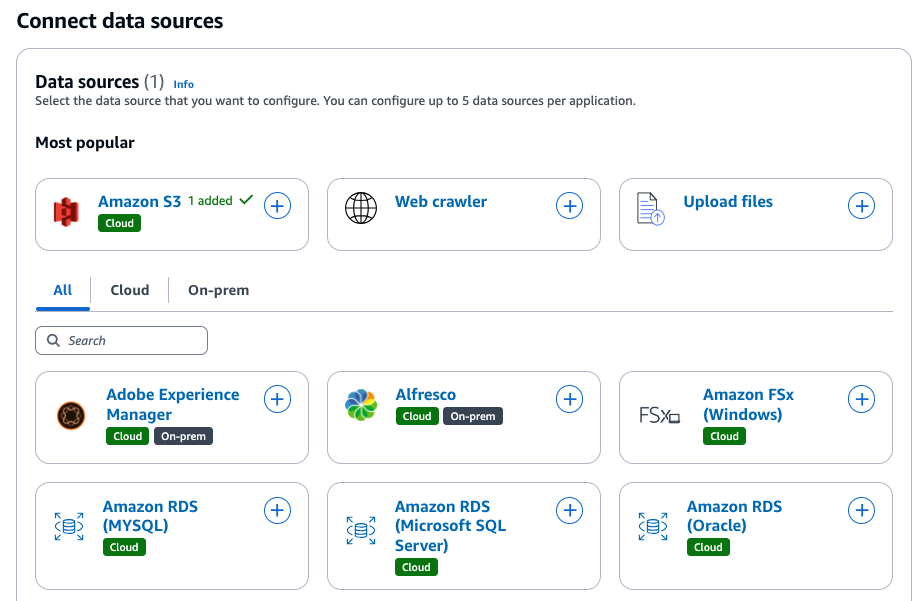 Connect data sources
Data sources (1) Info
Select the data source that you want to configure. You can configure up to 5 data sources per application.
Most popular
Amazon S3 1 added
Cloud
Web crawler
Upload files
All
Cloud
On-prem
Search
Adobe Experience
Manager
Cloud On-prem
Alfresco
Cloud On-prem
FSx
Amazon FSx
(Windows)
Cloud
Amazon RDS
(MYSQL)
Cloud
Amazon RDS
(Microsoft SQL
Server)
Cloud
Amazon RDS
(Oracle)
Cloud